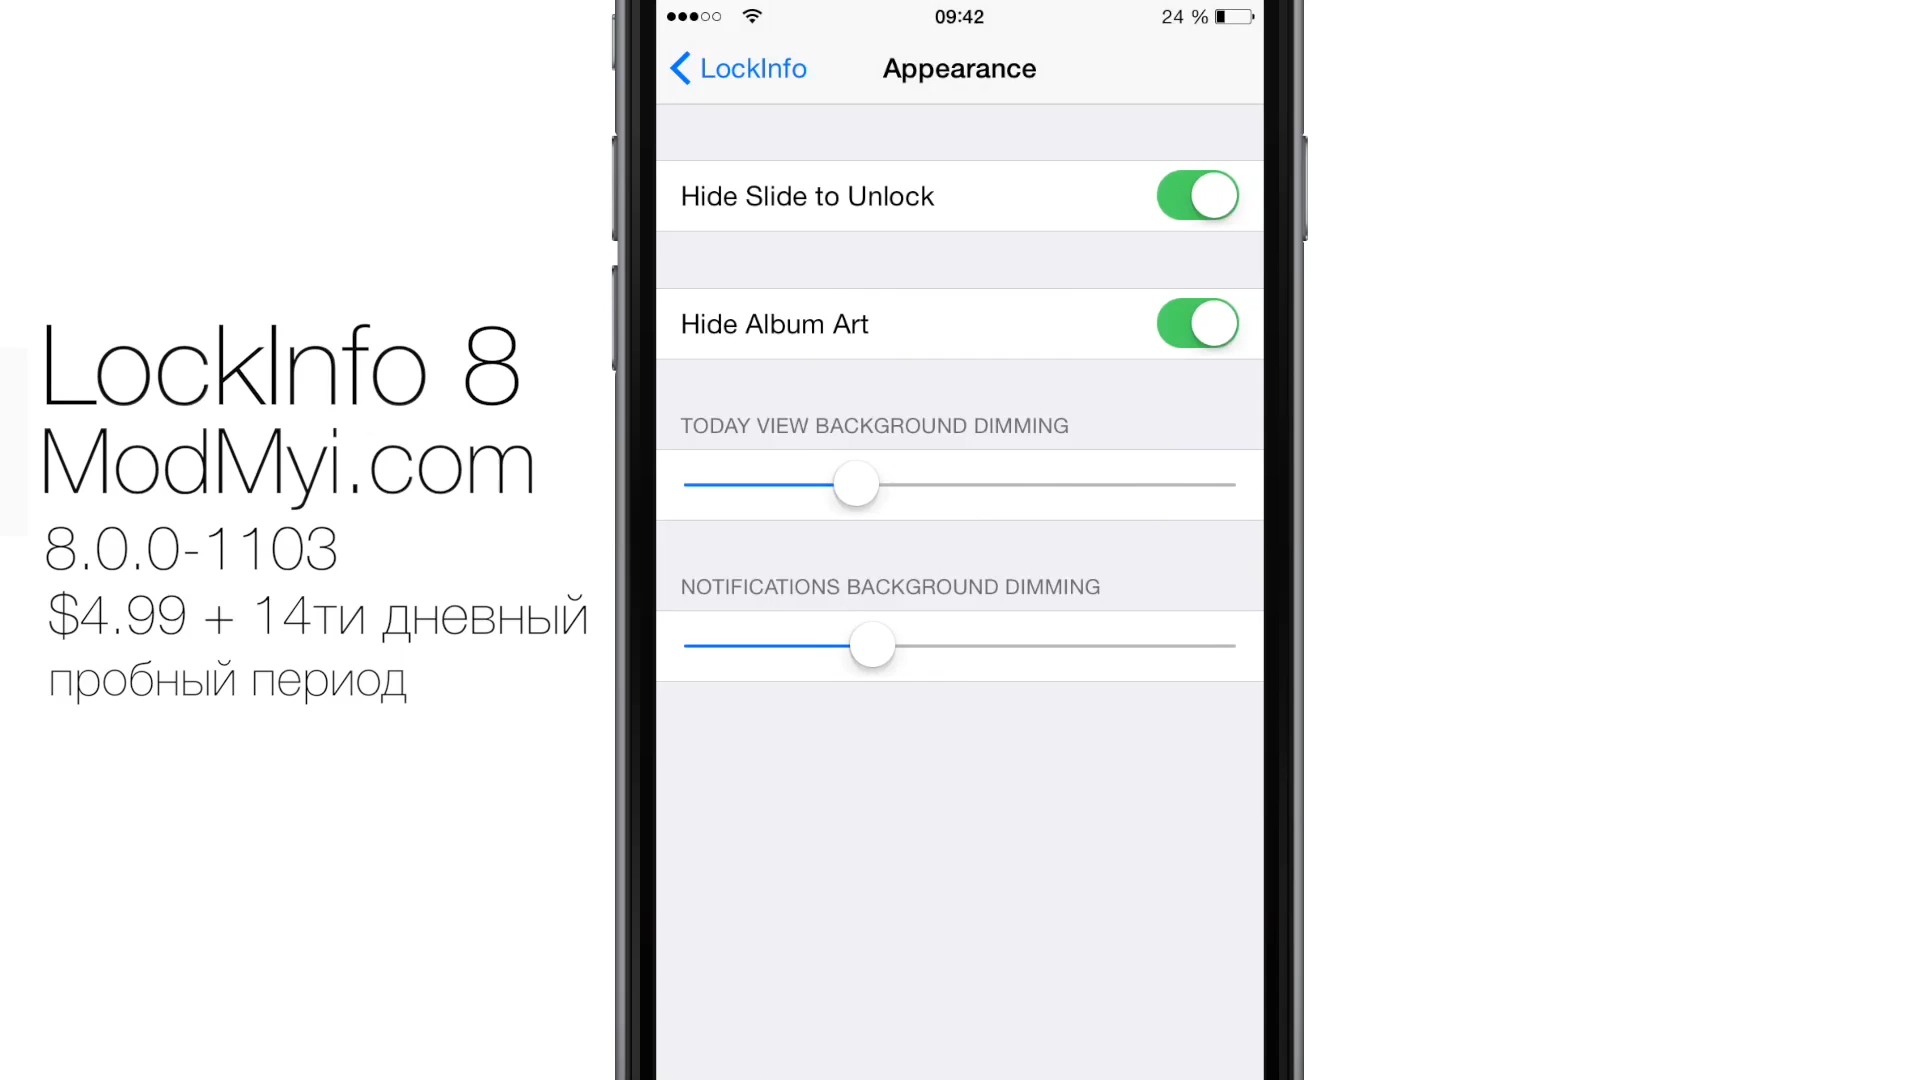 LockInfo 8
ModMyi.com
8.0.0-1103
$4.99 + 14ти дневный
пробный период
09:42
24 %
LockInfo
Appearance
Hide Slide to Unlock
Hide Album Art
TODAY VIEW BACKGROUND DIMMING
NOTIFICATIONS BACKGROUND DIMMING